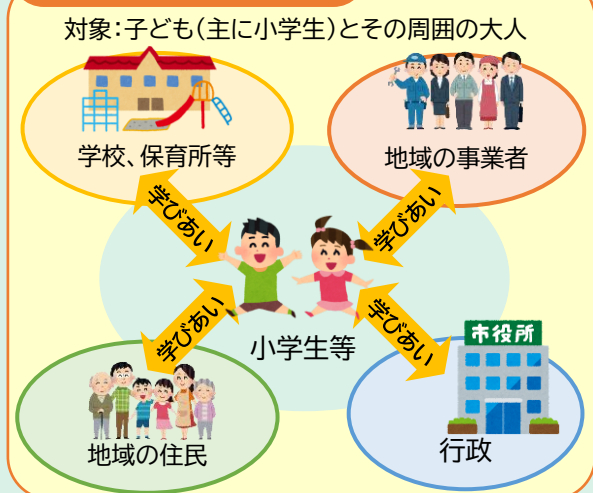 対象：子ども（主に小学生）とその周囲の大人
学校、保育所等
地域の事業者
学びあい
学びあい
小学生等
学びあい
学びあい
市役所
地域の住民
行政